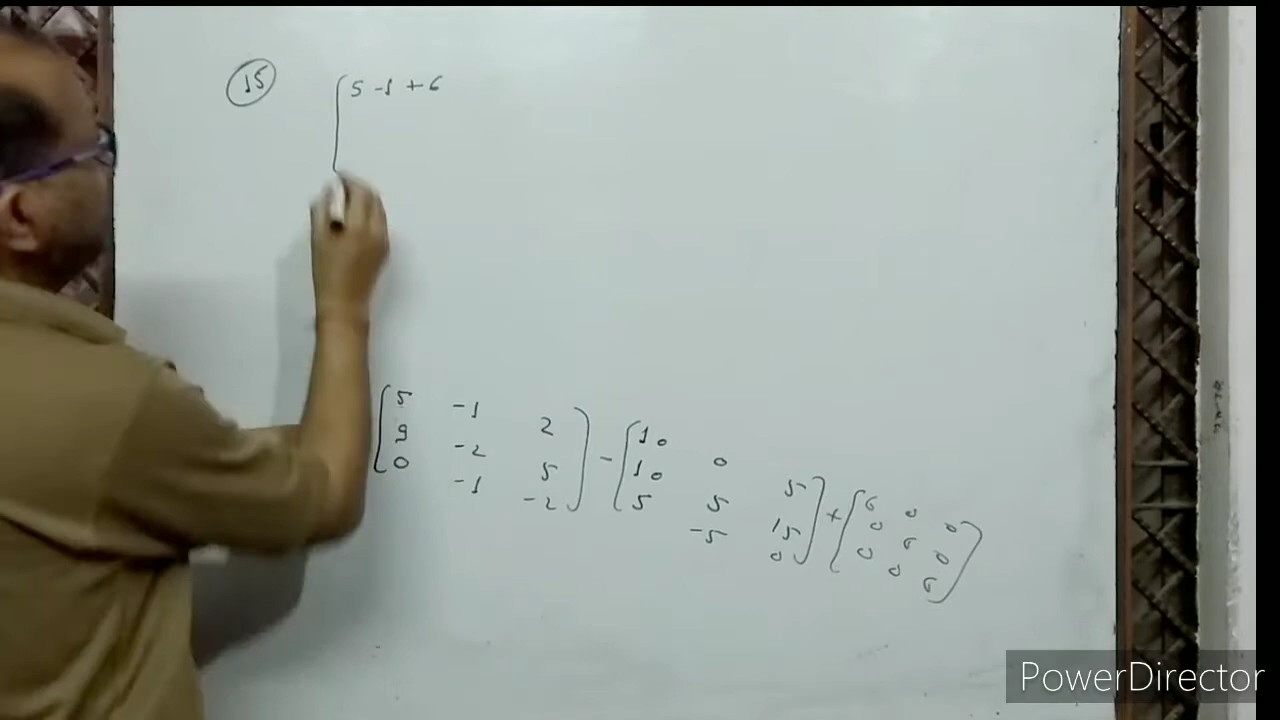 15
[ 5 -1 +6
[ 5 -1 2 ] - [ 10 0 5 ] + [ 6 0 0 ]
9 -2 5 10 5 15 0 6 0
0 -1 -2 5 -5 0 0 0 6
PowerDirector